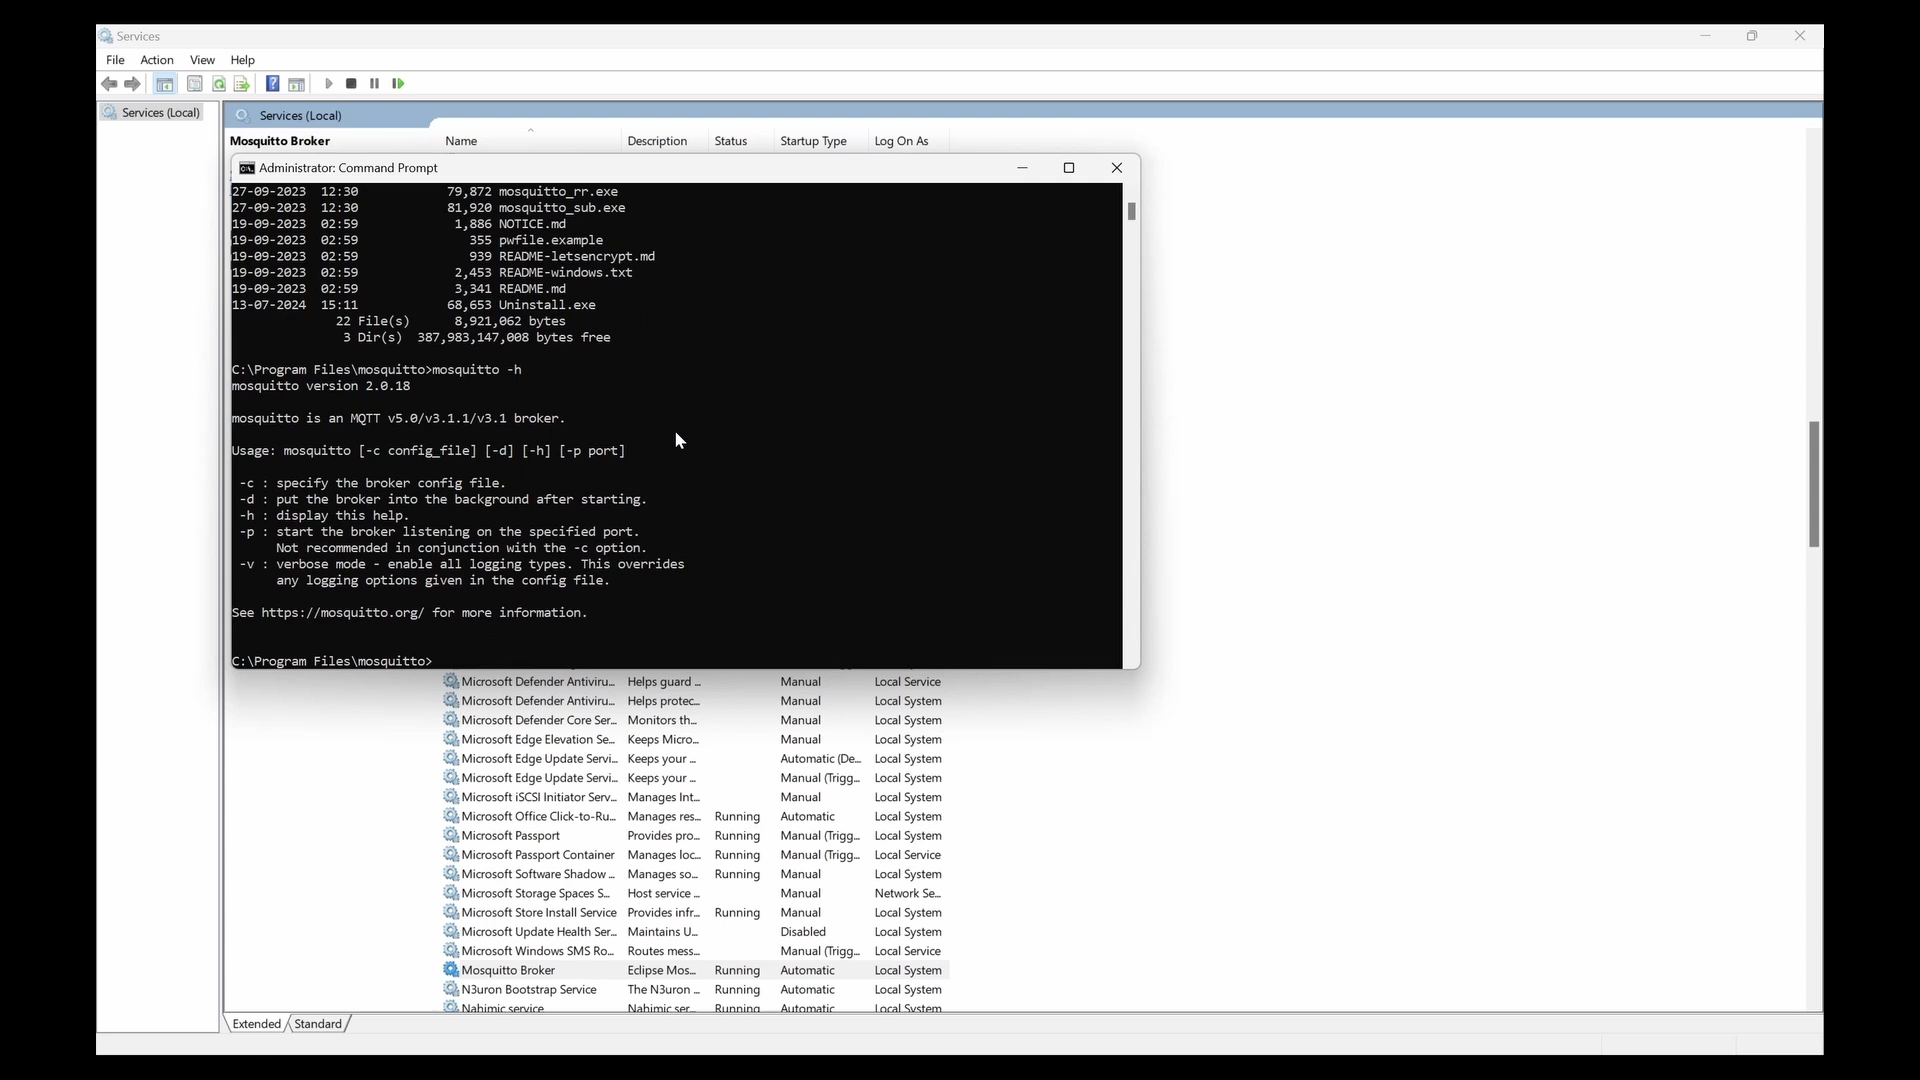 Services
File Action View Help
Services (Local)
Services (Local)
Mosquitto Broker
Name Description Status Startup Type Log On As
Administrator: Command Prompt
27-09-2023 12:30 79,872 mosquitto_rr.exe
27-09-2023 12:30 81,920 mosquitto_sub.exe
19-09-2023 02:59 1,886 NOTICE.md
19-09-2023 02:59 355 pwfile.example
19-09-2023 02:59 939 README-letsencrypt.md
19-09-2023 02:59 2,453 README-windows.txt
19-09-2023 02:59 3,341 README.md
13-07-2024 15:11 68,653 Uninstall.exe
22 File(s) 8,921,062 bytes
3 Dir(s) 387,983,147,008 bytes free
C:\Program Files\mosquitto>mosquitto -h
mosquitto version 2.0.18
mosquitto is an MQTT v5.0/v3.1.1/v3.1 broker.
Usage: mosquitto [-c config_file] [-d] [-h] [-p port]
-c : specify the broker config file.
-d : put the broker into the background after starting.
-h : display this help.
-p : start the broker listening on the specified port.
Not recommended in conjunction with the -c option.
-v : verbose mode - enable all logging types. This overrides
any logging options given in the config file.
See https://mosquitto.org/ for more information.
C:\Program Files\mosquitto>
Microsoft Defender Antiviru... Helps guard ... Manual Local Service
Microsoft Defender Antiviru... Helps protec... Manual Local System
Microsoft Defender Core Ser... Monitors th... Manual Local System
Microsoft Edge Elevation Se... Keeps Micro... Manual Local System
Microsoft Edge Update Servi... Keeps your ... Automatic (De... Local System
Microsoft Edge Update Servi... Keeps your ... Manual (Trigg... Local System
Microsoft iSCSI Initiator Serv... Manages Int... Manual Local System
Microsoft Office Click-to-Ru... Manages res... Running Automatic Local System
Microsoft Passport Provides pro... Running Manual (Trigg... Local System
Microsoft Passport Container Manages loc... Running Manual (Trigg... Local Service
Microsoft Software Shadow ... Manages so... Running Manual Local System
Microsoft Storage Spaces S... Host service ... Manual Network Se...
Microsoft Store Install Service Provides infr... Running Manual Local System
Microsoft Update Health Ser... Maintains U... Disabled Local System
Microsoft Windows SMS Ro... Routes mess... Manual (Trigg... Local Service
Mosquitto Broker Eclipse Mos... Running Automatic Local System
N3uron Bootstrap Service The N3uron ... Running Automatic Local System
Nahimic service Nahimic ser... Running Automatic Local System
Extended Standard